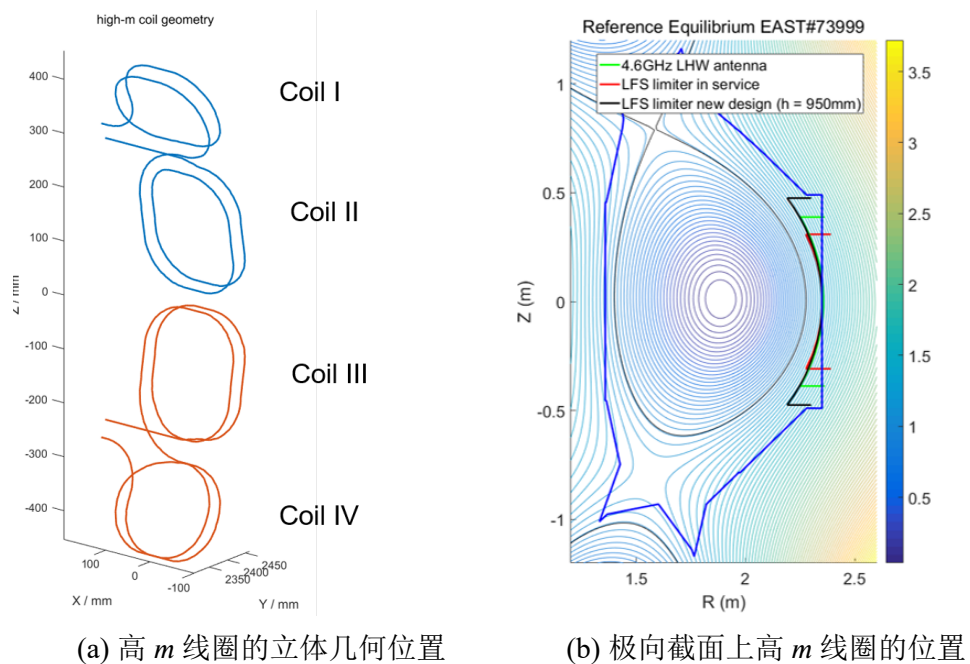 high-m coil geometry
400
300
200
100
0
-100
-200
-300
-400
Z / mm
100
0
-100
X / mm
2350
2400
2450
Y / mm
Coil I
Coil II
Coil III
Coil IV
(a) 高 m 线圈的立体几何位置
Reference Equilibrium EAST#73999
4.6GHz LHW antenna
LFS limiter in service
LFS limiter new design (h = 950mm)
1
0.5
0
-0.5
-1
Z (m)
1.5
2
2.5
R (m)
3.5
3
2.5
2
1.5
1
0.5
(b) 极向截面上高 m 线圈的位置